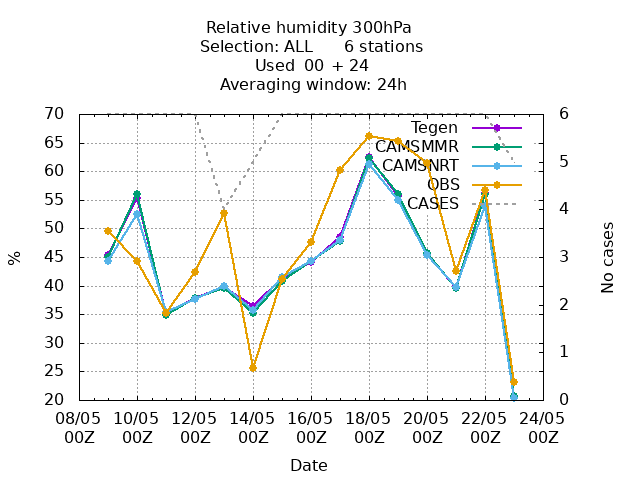 Relative humidity 300hPa
Selection: ALL 6 stations
Used 00 + 24
Averaging window: 24h
70 6
Tegen
65
CAMSMMR
60 5
CAMSNRT
OBS
55
CASES
50 4
45 3
40
35 2
30
25 1
20 0
%
No cases
08/05 10/05 12/05 14/05 16/05 18/05 20/05 22/05 24/05
00Z 00Z 00Z 00Z 00Z 00Z 00Z 00Z 00Z
Date